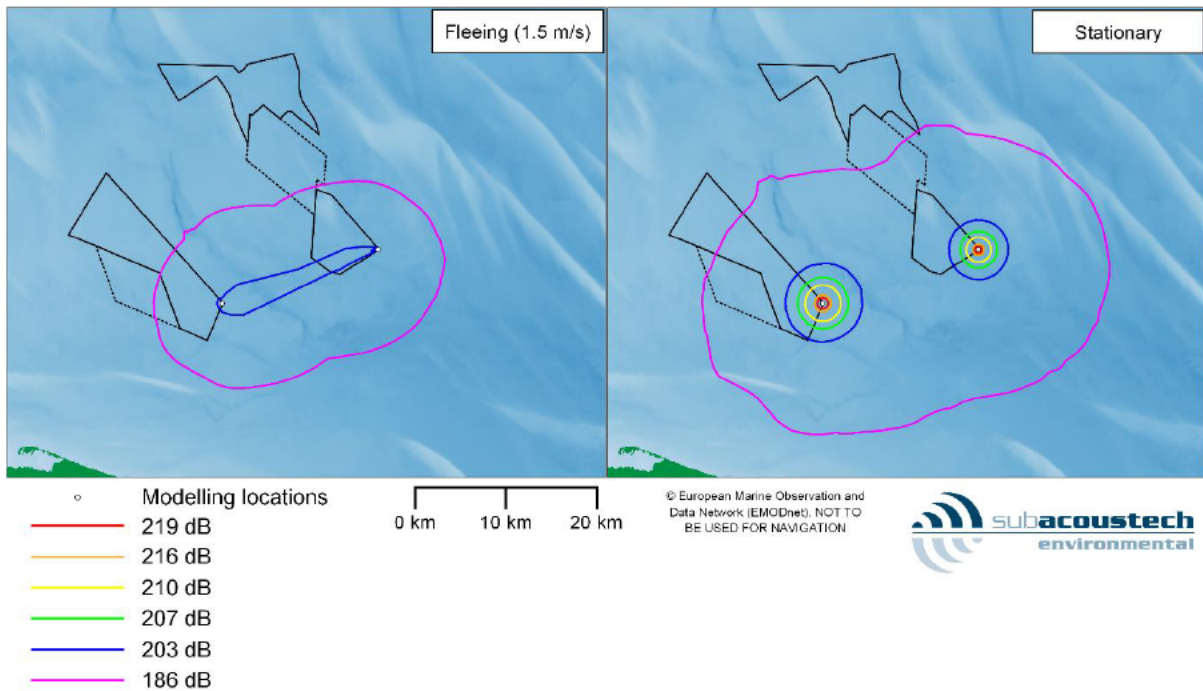 Fleeing (1.5 m/s)
Stationary
Modelling locations
219 dB
216 dB
210 dB
207 dB
203 dB
186 dB
0 km 10 km 20 km
© European Marine Observation and
Data Network (EMODnet). NOT TO
BE USED FOR NAVIGATION
subacoustech
environmental